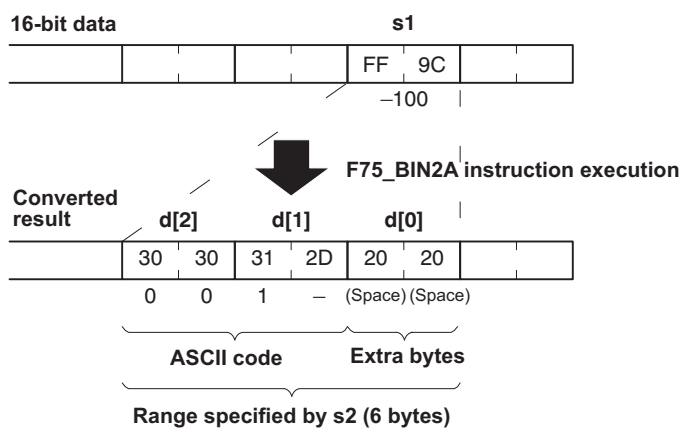 16-bit data s1
FF 9C
–100
F75_BIN2A instruction execution
Converted
result
d[2] d[1] d[0]
30 30 31 2D 20 20
0 0 1 – (Space) (Space)
ASCII code Extra bytes
Range specified by s2 (6 bytes)